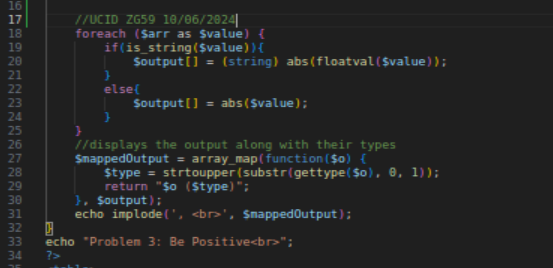 16
17 //UCID ZG59 10/06/2024
18 foreach ($arr as $value) {
19 if(is_string($value)){
20 $output[] = (string) abs(floatval($value));
21 }
22 else{
23 $output[] = abs($value);
24 }
25 }
26 //displays the output along with their types
27 $mappedOutput = array_map(function($o) {
28 $type = strtoupper(substr(gettype($o), 0, 1));
29 return "$o ($type)";
30 }, $output);
31 echo implode(', <br>', $mappedOutput);
32 }
33 echo "Problem 3: Be Positive<br>";
34 ?>